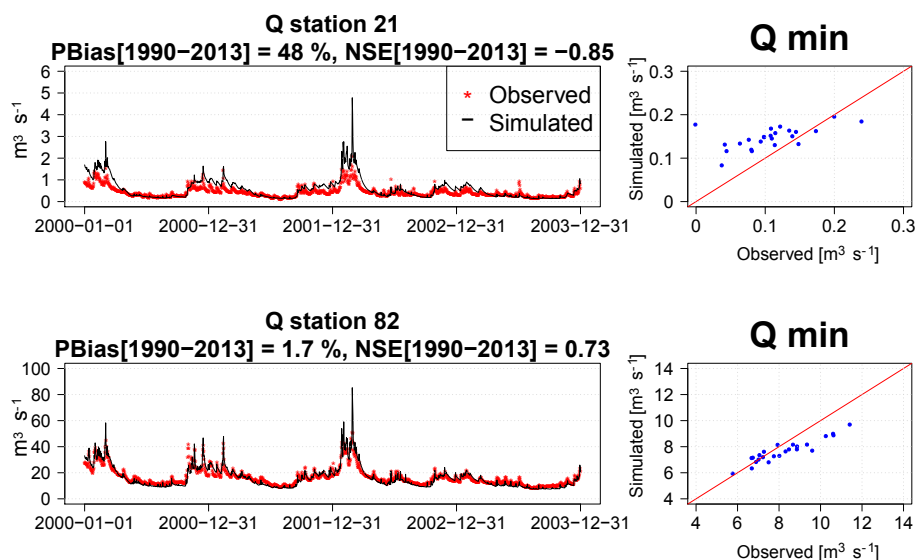 Q station 21
PBias[1990−2013] = 48 %, NSE[1990−2013] = −0.85
m³ s⁻¹
6
5
4
3
2
1
0
* Observed
− Simulated
2000−01−01 2000−12−31 2001−12−31 2002−12−31 2003−12−31
Q min
Simulated [m³ s⁻¹]
0.3
0.2
0.1
0
0 0.1 0.2 0.3
Observed [m³ s⁻¹]
Q station 82
PBias[1990−2013] = 1.7 %, NSE[1990−2013] = 0.73
m³ s⁻¹
100
80
60
40
20
0
2000−01−01 2000−12−31 2001−12−31 2002−12−31 2003−12−31
Q min
Simulated [m³ s⁻¹]
14
12
10
8
6
4
4 6 8 10 12 14
Observed [m³ s⁻¹]